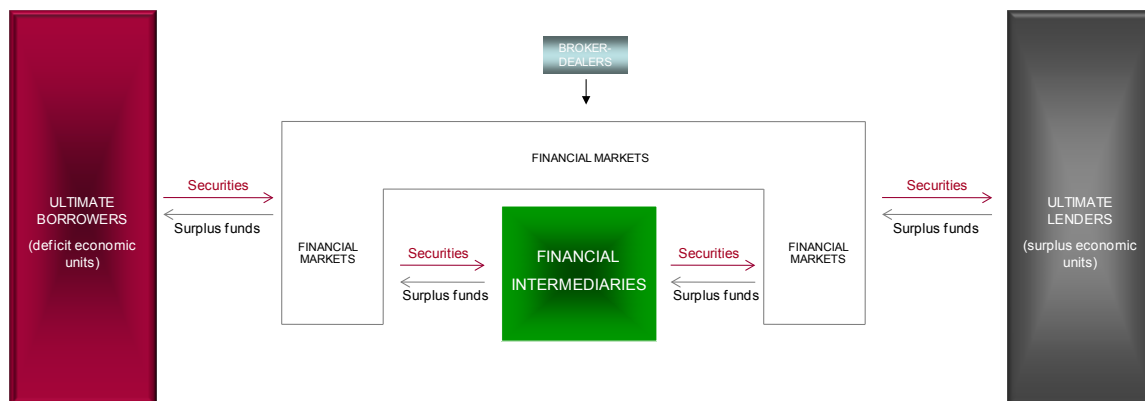 BROKER-
DEALERS
FINANCIAL MARKETS
Securities
Surplus funds
ULTIMATE
BORROWERS
(deficit economic
units)
FINANCIAL
MARKETS
Securities
Surplus funds
FINANCIAL
INTERMEDIARIES
Securities
Surplus funds
FINANCIAL
MARKETS
Securities
Surplus funds
ULTIMATE
LENDERS
(surplus economic
units)